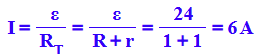 I = ε/R_T = ε/(R + r) = 24/(1 + 1) = 6 A